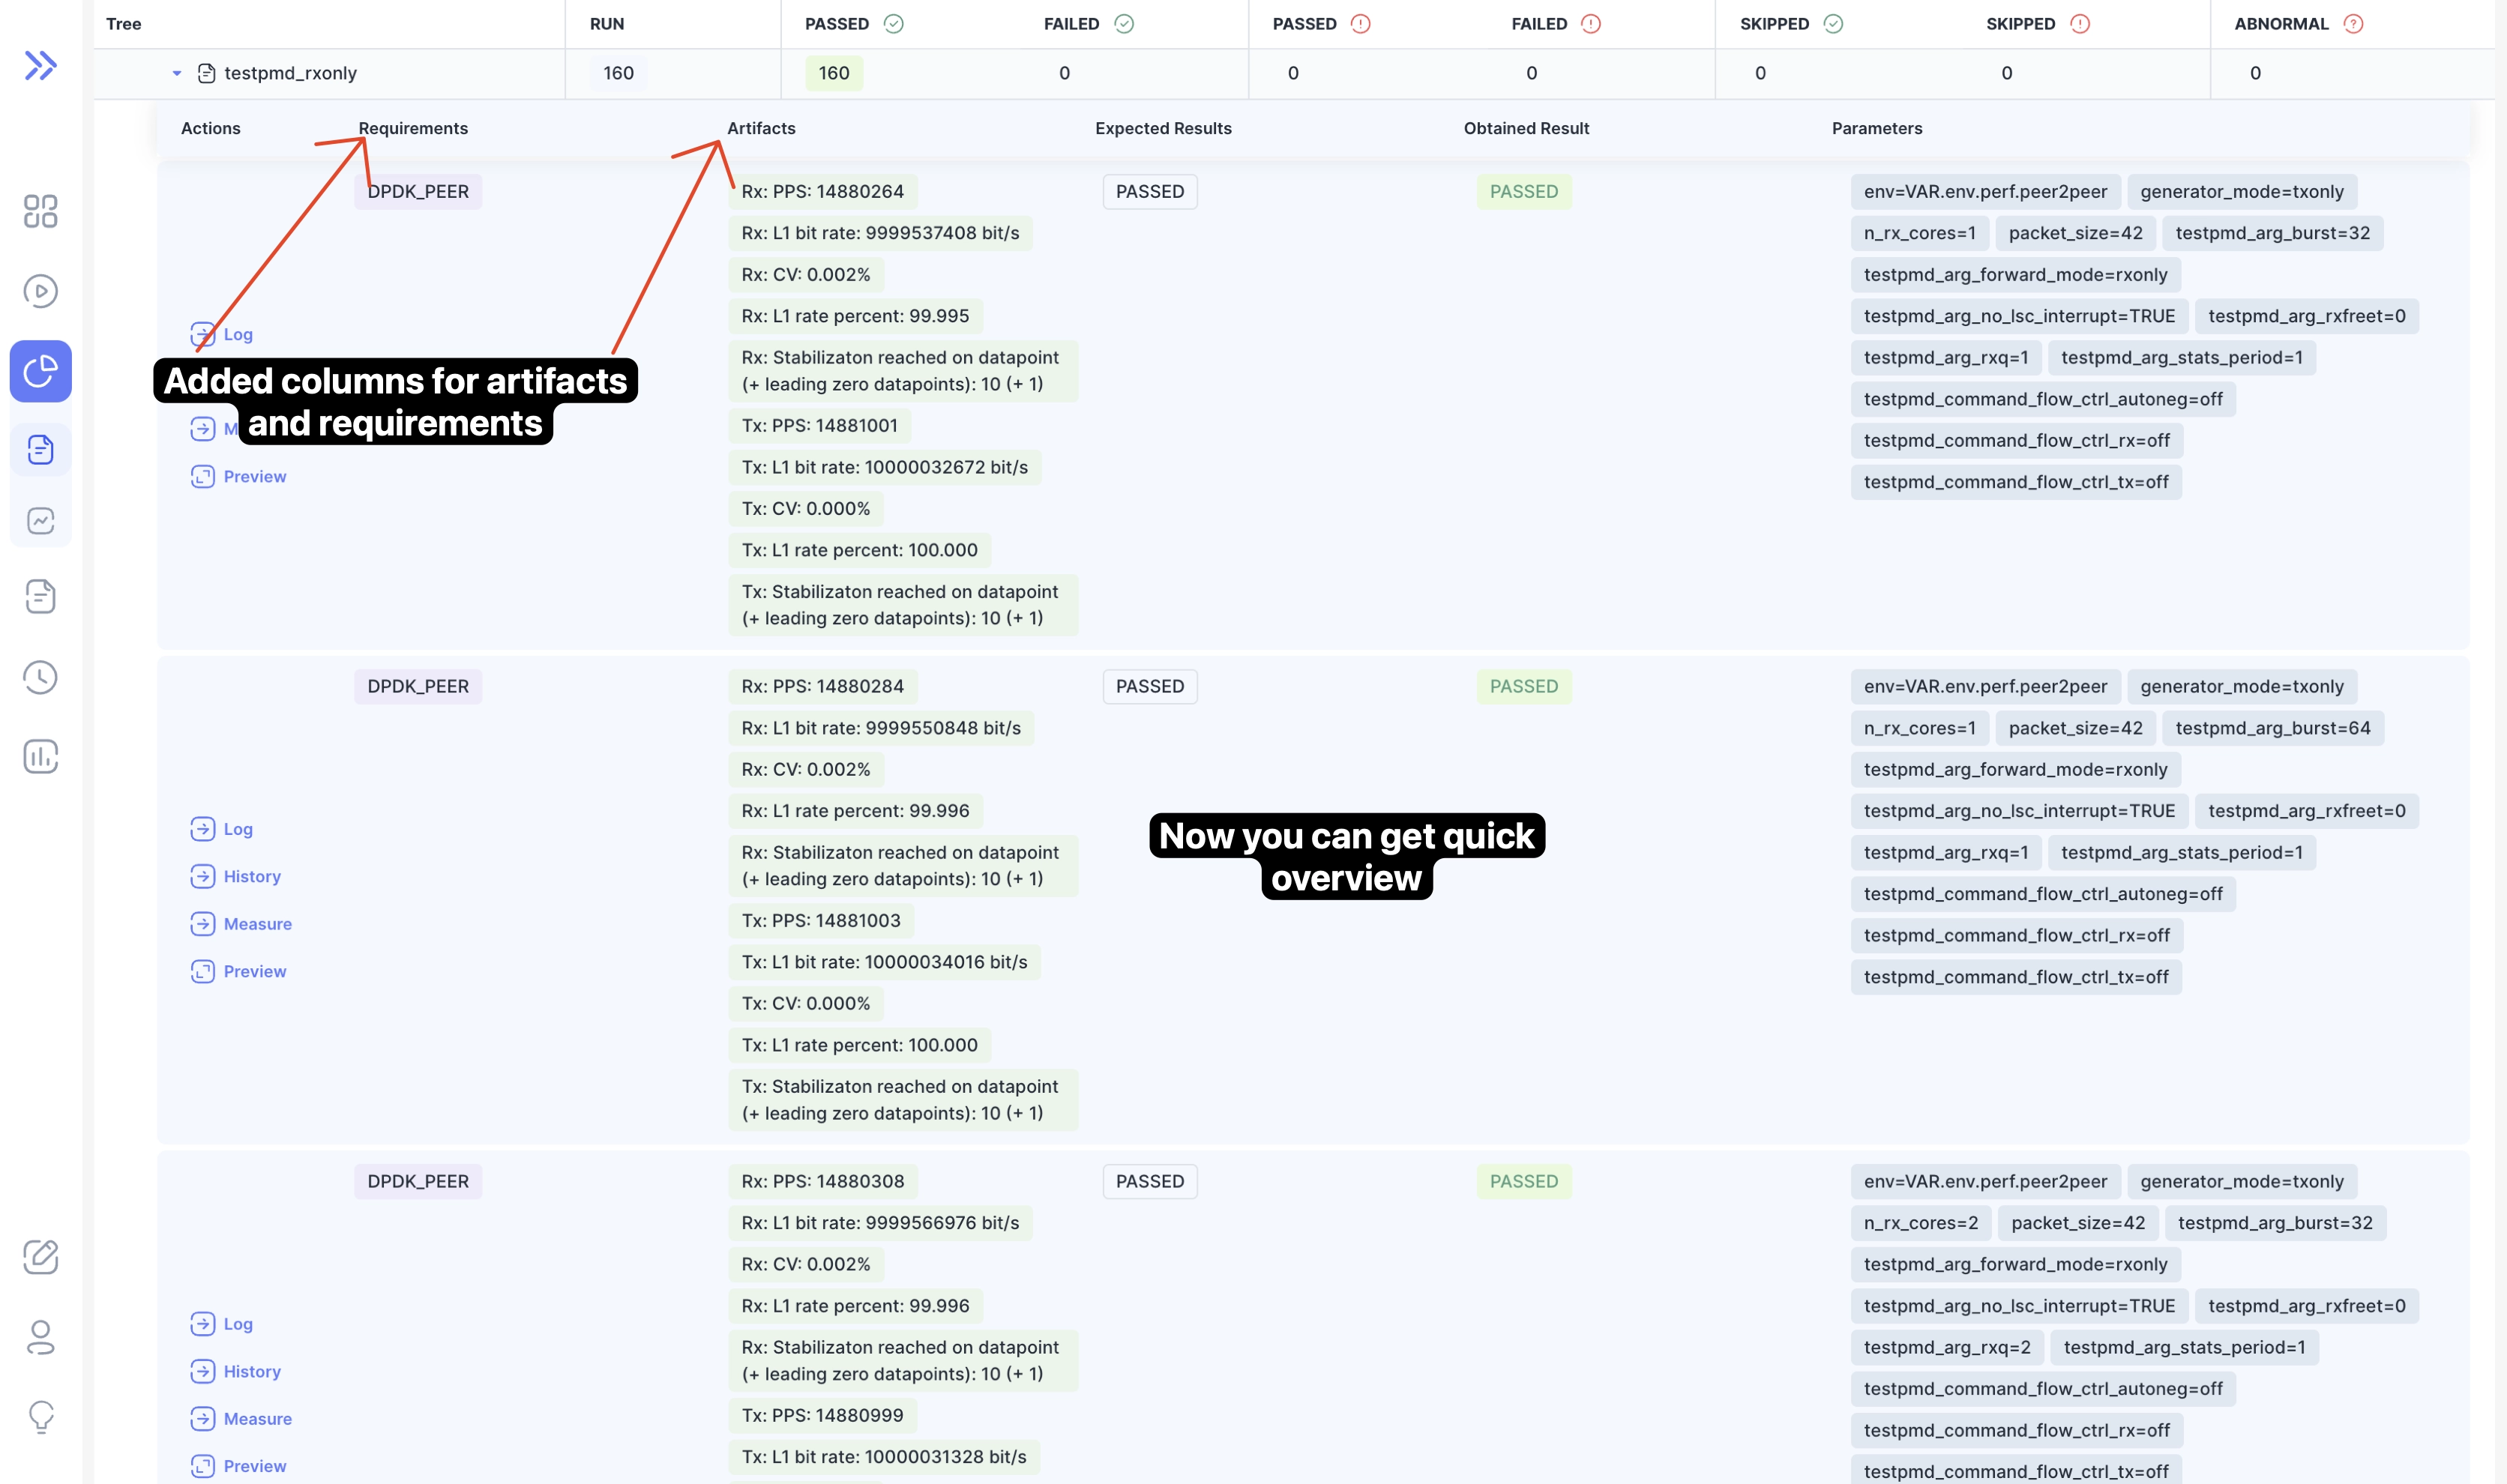 Tree RUN PASSED FAILED PASSED FAILED SKIPPED SKIPPED ABNORMAL
testpmd_rxonly 160 160 0 0 0 0 0 0
Actions Requirements Artifacts Expected Results Obtained Result Parameters
DPDK_PEER
Log
M
Preview
Added columns for artifacts
and requirements
Rx: PPS: 14880264
Rx: L1 bit rate: 9999537408 bit/s
Rx: CV: 0.002%
Rx: L1 rate percent: 99.995
Rx: Stabilizaton reached on datapoint
(+ leading zero datapoints): 10 (+ 1)
Tx: PPS: 14881001
Tx: L1 bit rate: 10000032672 bit/s
Tx: CV: 0.000%
Tx: L1 rate percent: 100.000
Tx: Stabilizaton reached on datapoint
(+ leading zero datapoints): 10 (+ 1)
PASSED
PASSED
env=VAR.env.perf.peer2peer generator_mode=txonly
n_rx_cores=1 packet_size=42 testpmd_arg_burst=32
testpmd_arg_forward_mode=rxonly
testpmd_arg_no_lsc_interrupt=TRUE testpmd_arg_rxfreet=0
testpmd_arg_rxq=1 testpmd_arg_stats_period=1
testpmd_command_flow_ctrl_autoneg=off
testpmd_command_flow_ctrl_rx=off
testpmd_command_flow_ctrl_tx=off
DPDK_PEER
Log
History
Measure
Preview
Rx: PPS: 14880284
Rx: L1 bit rate: 9999550848 bit/s
Rx: CV: 0.002%
Rx: L1 rate percent: 99.996
Rx: Stabilizaton reached on datapoint
(+ leading zero datapoints): 10 (+ 1)
Tx: PPS: 14881003
Tx: L1 bit rate: 10000034016 bit/s
Tx: CV: 0.000%
Tx: L1 rate percent: 100.000
Tx: Stabilizaton reached on datapoint
(+ leading zero datapoints): 10 (+ 1)
PASSED
PASSED
Now you can get quick
overview
env=VAR.env.perf.peer2peer generator_mode=txonly
n_rx_cores=1 packet_size=42 testpmd_arg_burst=64
testpmd_arg_forward_mode=rxonly
testpmd_arg_no_lsc_interrupt=TRUE testpmd_arg_rxfreet=0
testpmd_arg_rxq=1 testpmd_arg_stats_period=1
testpmd_command_flow_ctrl_autoneg=off
testpmd_command_flow_ctrl_rx=off
testpmd_command_flow_ctrl_tx=off
DPDK_PEER
Log
History
Measure
Preview
Rx: PPS: 14880308
Rx: L1 bit rate: 9999566976 bit/s
Rx: CV: 0.002%
Rx: L1 rate percent: 99.996
Rx: Stabilizaton reached on datapoint
(+ leading zero datapoints): 10 (+ 1)
Tx: PPS: 14880999
Tx: L1 bit rate: 10000031328 bit/s
PASSED
PASSED
env=VAR.env.perf.peer2peer generator_mode=txonly
n_rx_cores=2 packet_size=42 testpmd_arg_burst=32
testpmd_arg_forward_mode=rxonly
testpmd_arg_no_lsc_interrupt=TRUE testpmd_arg_rxfreet=0
testpmd_arg_rxq=2 testpmd_arg_stats_period=1
testpmd_command_flow_ctrl_autoneg=off
testpmd_command_flow_ctrl_rx=off
testpmd_command_flow_ctrl_tx=off